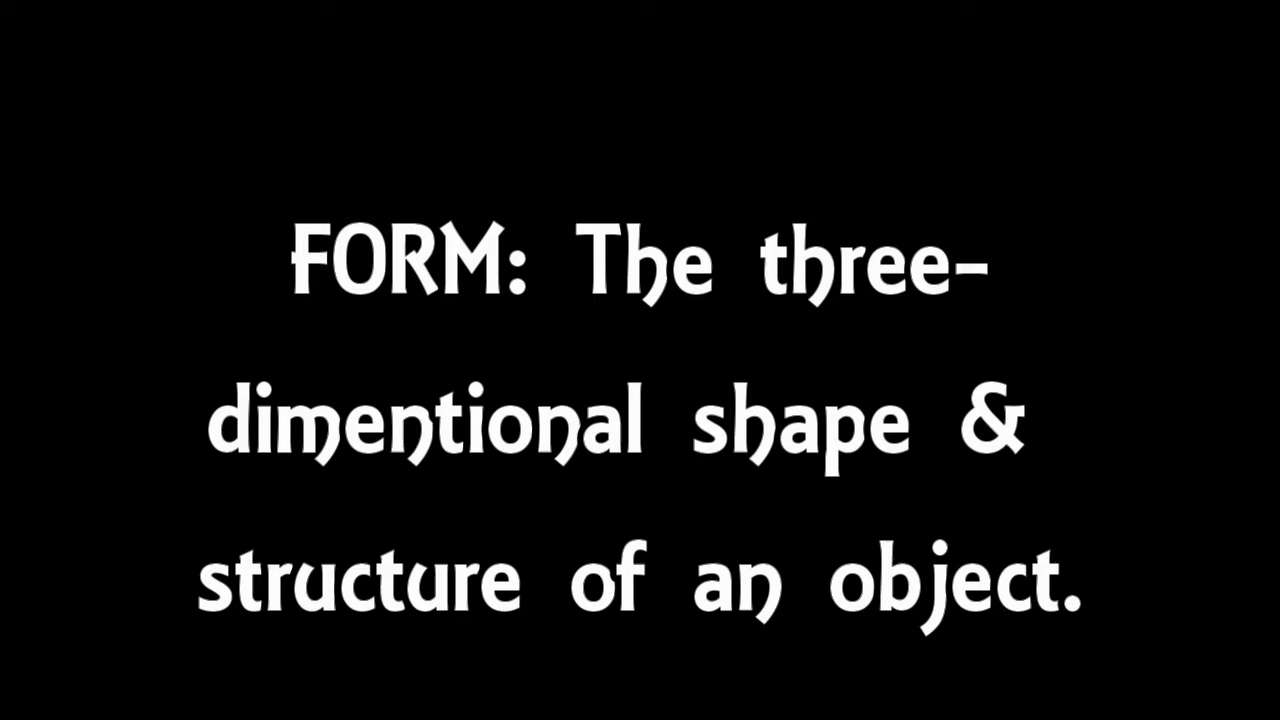 FORM: The three-
dimentional shape &
structure of an object.